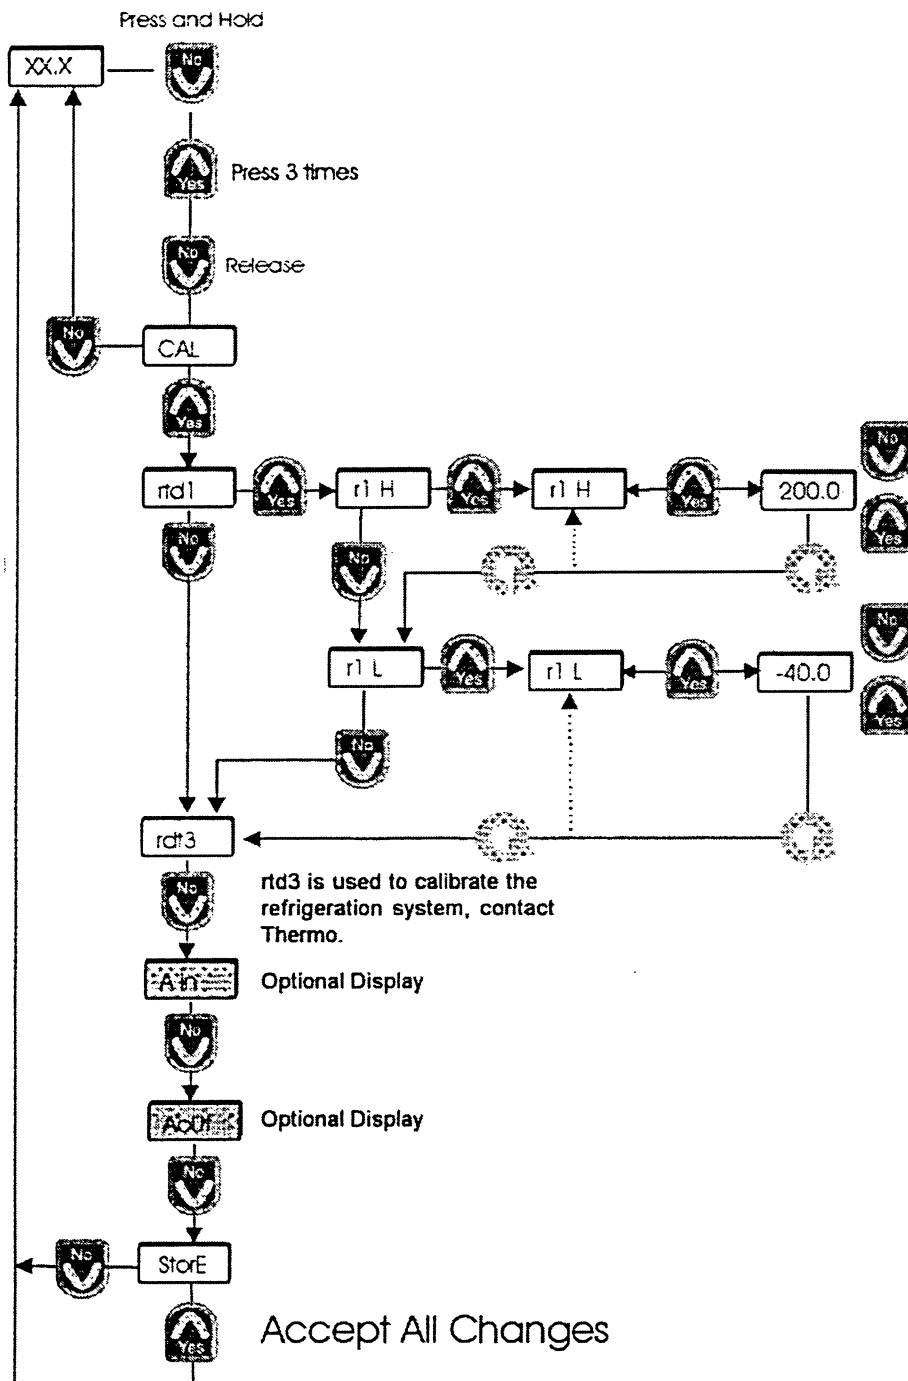 Press and Hold
XX.X
No
Yes
Press 3 times
No
Release
No
CAL
Yes
rtd1
Yes
r1 H
Yes
r1 H
Yes
200.0
No
Yes
No
No
r1 L
Yes
r1 L
Yes
-40.0
No
Yes
No
rdt3
No
rtd3 is used to calibrate the
refrigeration system, contact
Thermo.
A in
Optional Display
No
Optional Display
No
No
StorE
Yes
Accept All Changes